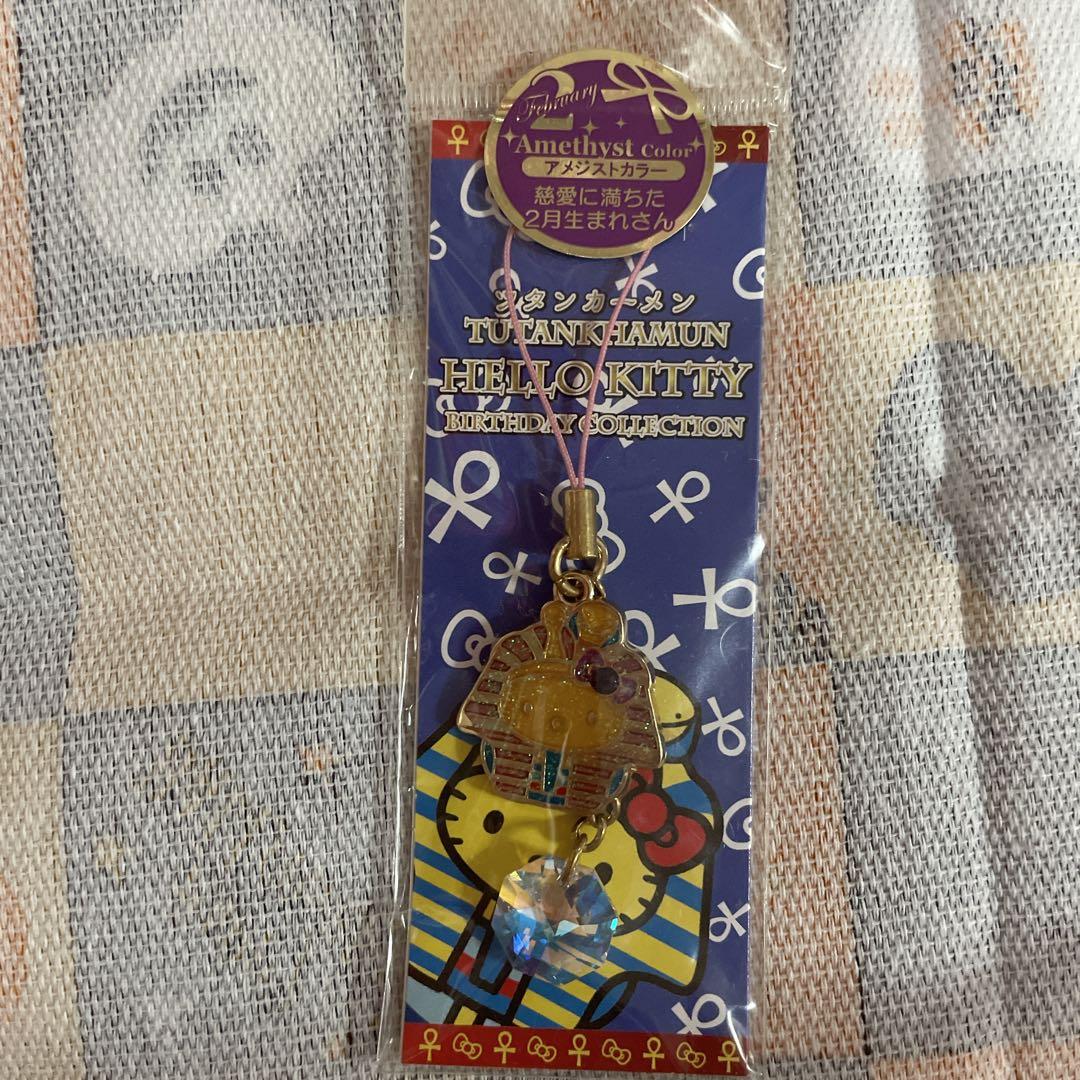 2
February
Amethyst Color
アメジストカラー
慈愛に満ちた
2月生まれさん
ツタンカーメン
TUTANKHAMUN
HELLO KITTY
BIRTHDAY COLLECTION